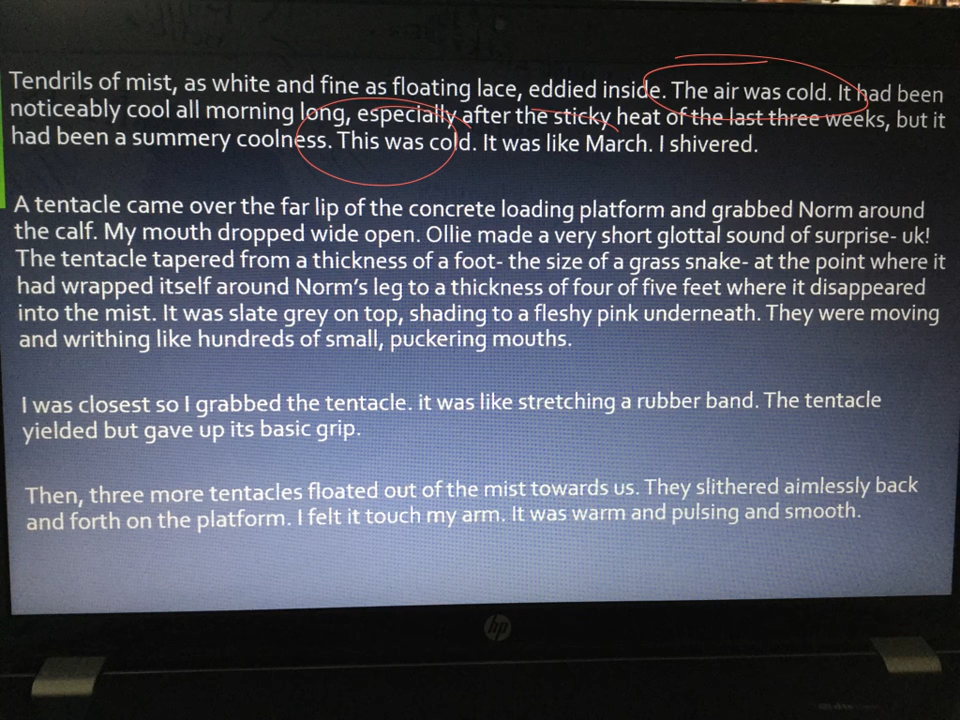 Tendrils of mist, as white and fine as floating lace, eddied inside. The air was cold. It had been
noticeably cool all morning long, especially after the sticky heat of the last three weeks, but it
had been a summery coolness. This was cold. It was like March. I shivered.
A tentacle came over the far lip of the concrete loading platform and grabbed Norm around
the calf. My mouth dropped wide open. Ollie made a very short glottal sound of surprise- uk!
The tentacle tapered from a thickness of a foot- the size of a grass snake- at the point where it
had wrapped itself around Norm's leg to a thickness of four of five feet where it disappeared
into the mist. It was slate grey on top, shading to a fleshy pink underneath. They were moving
and writhing like hundreds of small, puckering mouths.
I was closest so I grabbed the tentacle. it was like stretching a rubber band. The tentacle
yielded but gave up its basic grip.
Then, three more tentacles floated out of the mist towards us. They slithered aimlessly back
and forth on the platform. I felt it touch my arm. It was warm and pulsing and smooth.
hp